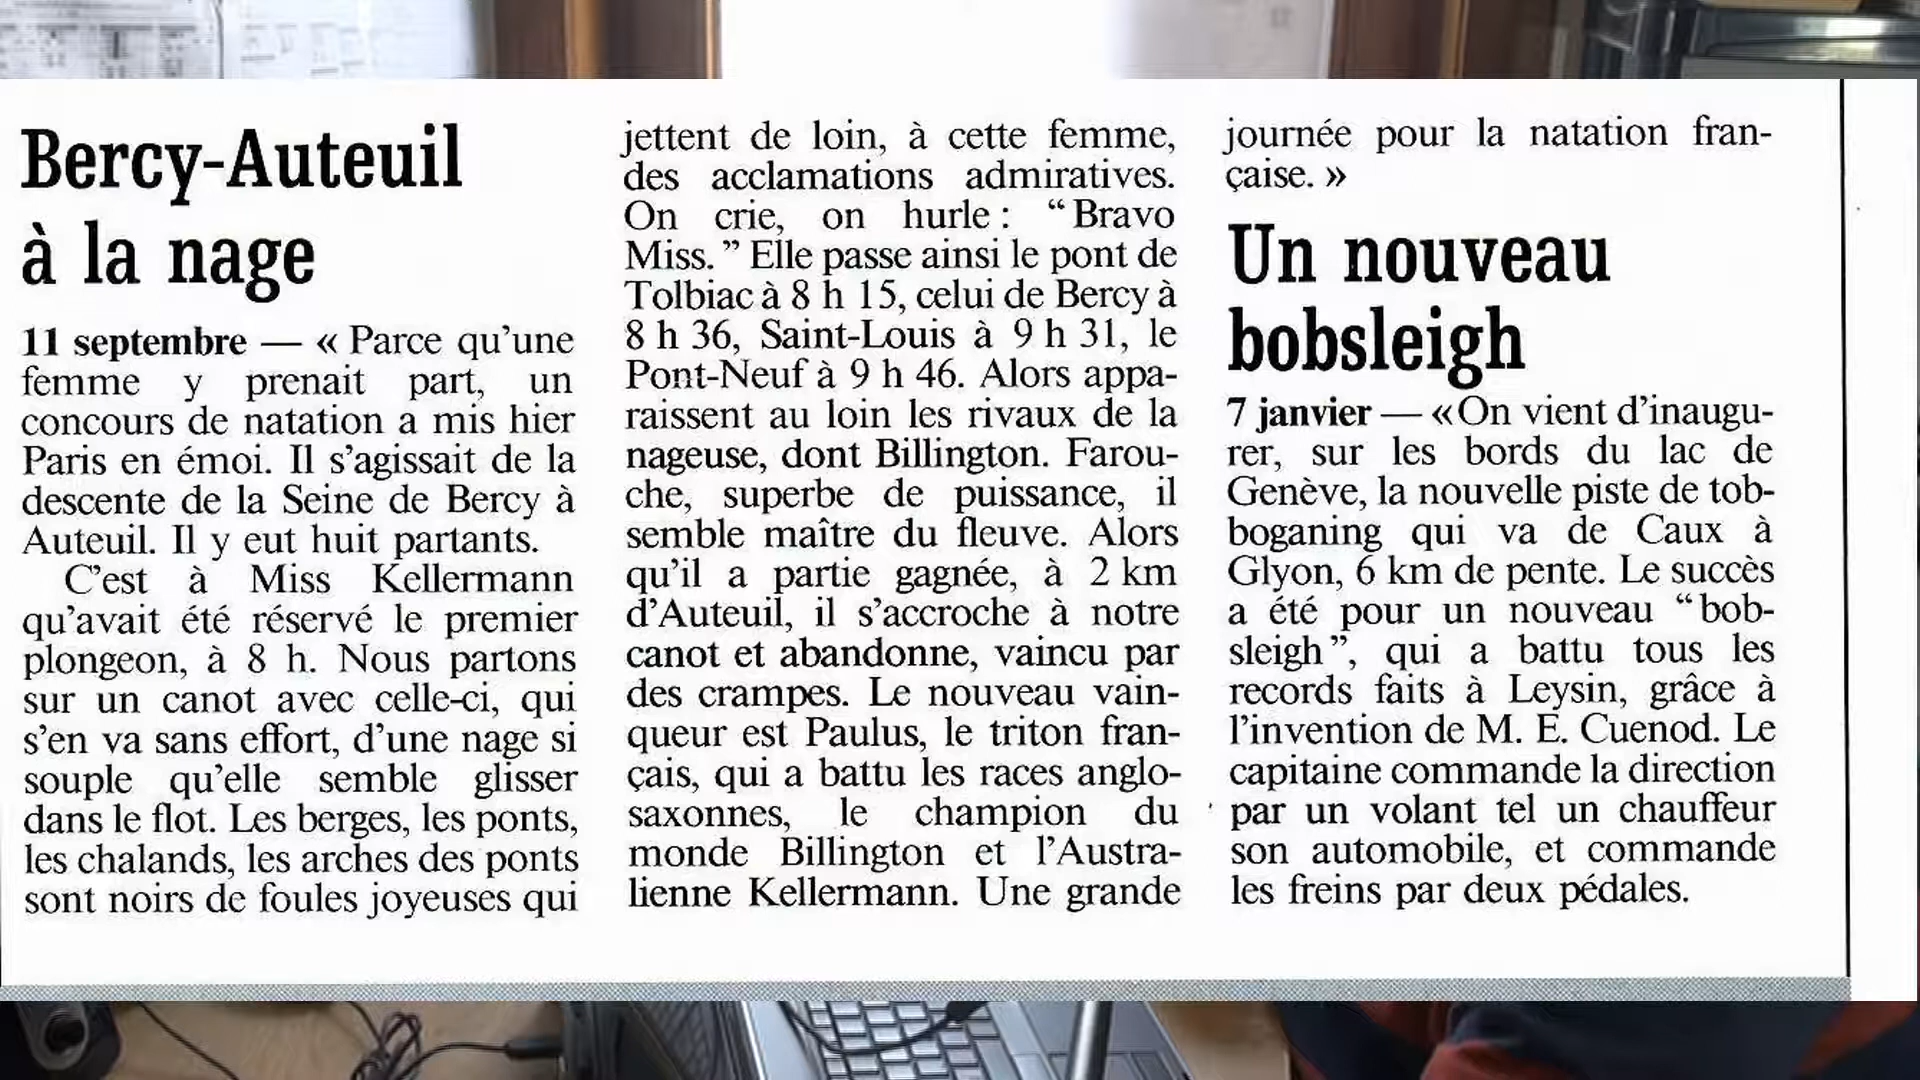 Bercy-Auteuil
à la nage
11 septembre — « Parce qu'une
femme y prenait part, un
concours de natation a mis hier
Paris en émoi. Il s'agissait de la
descente de la Seine de Bercy à
Auteuil. Il y eut huit partants.
C'est à Miss Kellermann
qu'avait été réservé le premier
plongeon, à 8 h. Nous partons
sur un canot avec celle-ci, qui
s'en va sans effort, d'une nage si
souple qu'elle semble glisser
dans le flot. Les berges, les ponts,
les chalands, les arches des ponts
sont noirs de foules joyeuses qui
jettent de loin, à cette femme,
des acclamations admiratives.
On crie, on hurle : “ Bravo
Miss. ” Elle passe ainsi le pont de
Tolbiac à 8 h 15, celui de Bercy à
8 h 36, Saint-Louis à 9 h 31, le
Pont-Neuf à 9 h 46. Alors appa-
raissent au loin les rivaux de la
nageuse, dont Billington. Farou-
che, superbe de puissance, il
semble maître du fleuve. Alors
qu'il a partie gagnée, à 2 km
d'Auteuil, il s'accroche à notre
canot et abandonne, vaincu par
des crampes. Le nouveau vain-
queur est Paulus, le triton fran-
çais, qui a battu les races anglo-
saxonnes, le champion du
monde Billington et l'Austra-
lienne Kellermann. Une grande
journée pour la natation fran-
çaise. »
Un nouveau
bobsleigh
7 janvier — « On vient d'inaugu-
rer, sur les bords du lac de
Genève, la nouvelle piste de tob-
boganing qui va de Caux à
Glyon, 6 km de pente. Le succès
a été pour un nouveau “ bob-
sleigh ”, qui a battu tous les
records faits à Leysin, grâce à
l'invention de M. E. Cuenod. Le
capitaine commande la direction
par un volant tel un chauffeur
son automobile, et commande
les freins par deux pédales.